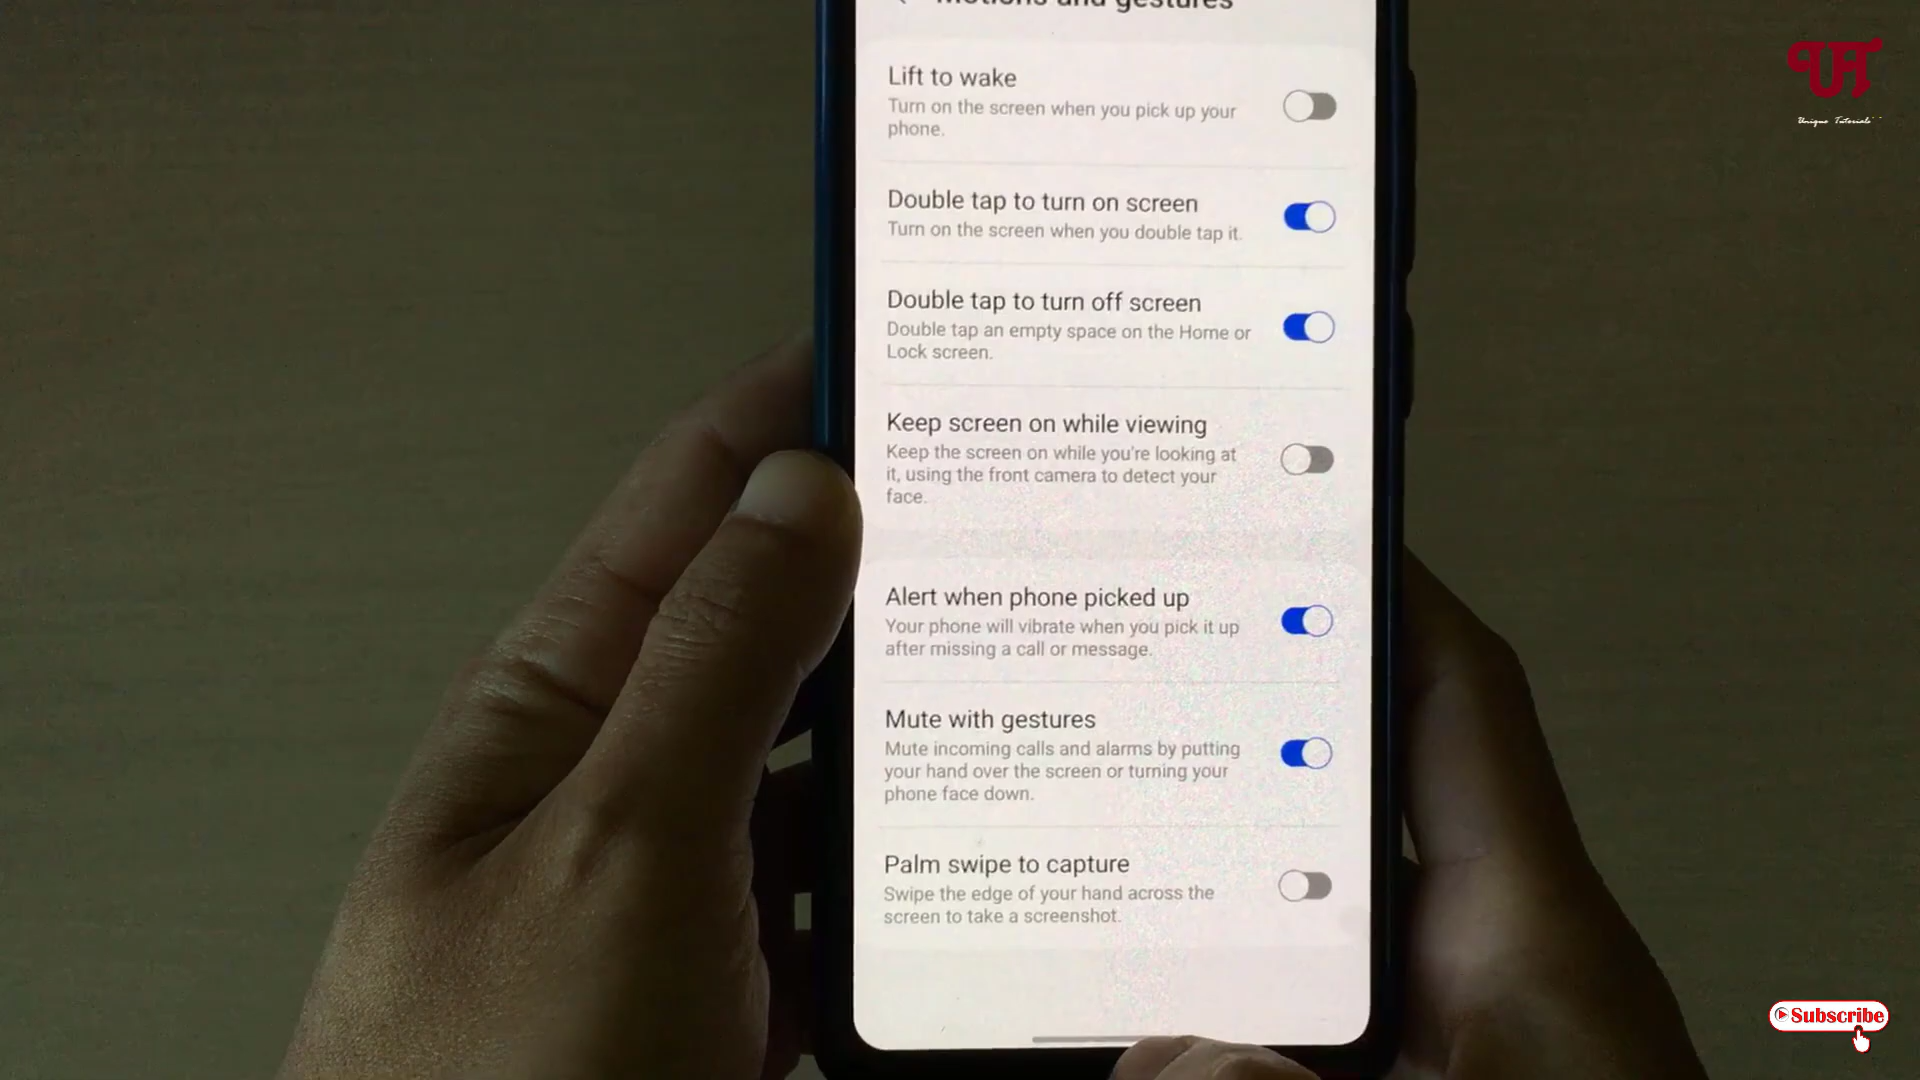 Motions and gestures
UT
Unique Tutorials
Lift to wake
Turn on the screen when you pick up your
phone.
Double tap to turn on screen
Turn on the screen when you double tap it.
Double tap to turn off screen
Double tap an empty space on the Home or
Lock screen.
Keep screen on while viewing
Keep the screen on while you're looking at
it, using the front camera to detect your
face.
Alert when phone picked up
Your phone will vibrate when you pick it up
after missing a call or message.
Mute with gestures
Mute incoming calls and alarms by putting
your hand over the screen or turning your
phone face down.
Palm swipe to capture
Swipe the edge of your hand across the
screen to take a screenshot.
Subscribe